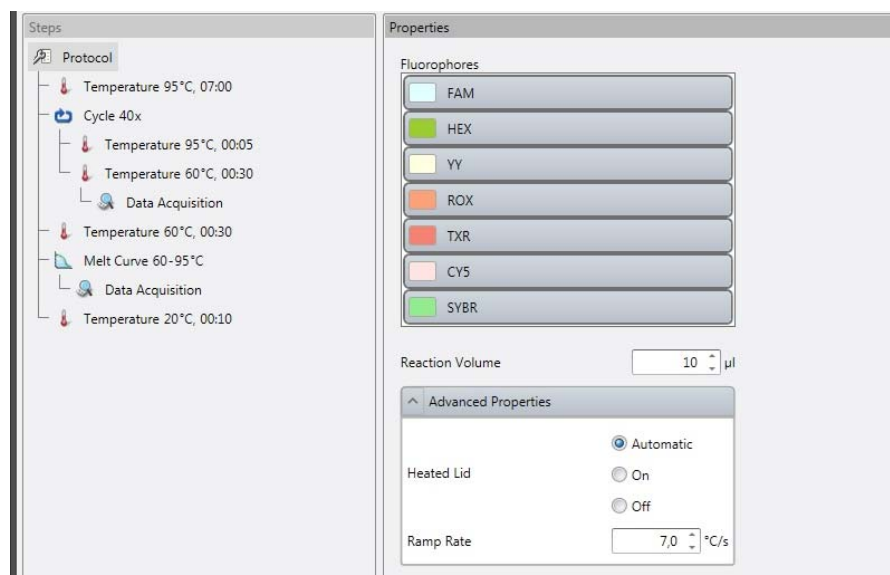 Steps
Protocol
Temperature 95°C, 07:00
Cycle 40x
Temperature 95°C, 00:05
Temperature 60°C, 00:30
Data Acquisition
Temperature 60°C, 00:30
Melt Curve 60-95°C
Data Acquisition
Temperature 20°C, 00:10
Properties
Fluorophores
FAM
HEX
YY
ROX
TXR
CY5
SYBR
Reaction Volume 10 µl
Advanced Properties
Heated Lid
Automatic
On
Off
Ramp Rate 7,0 °C/s